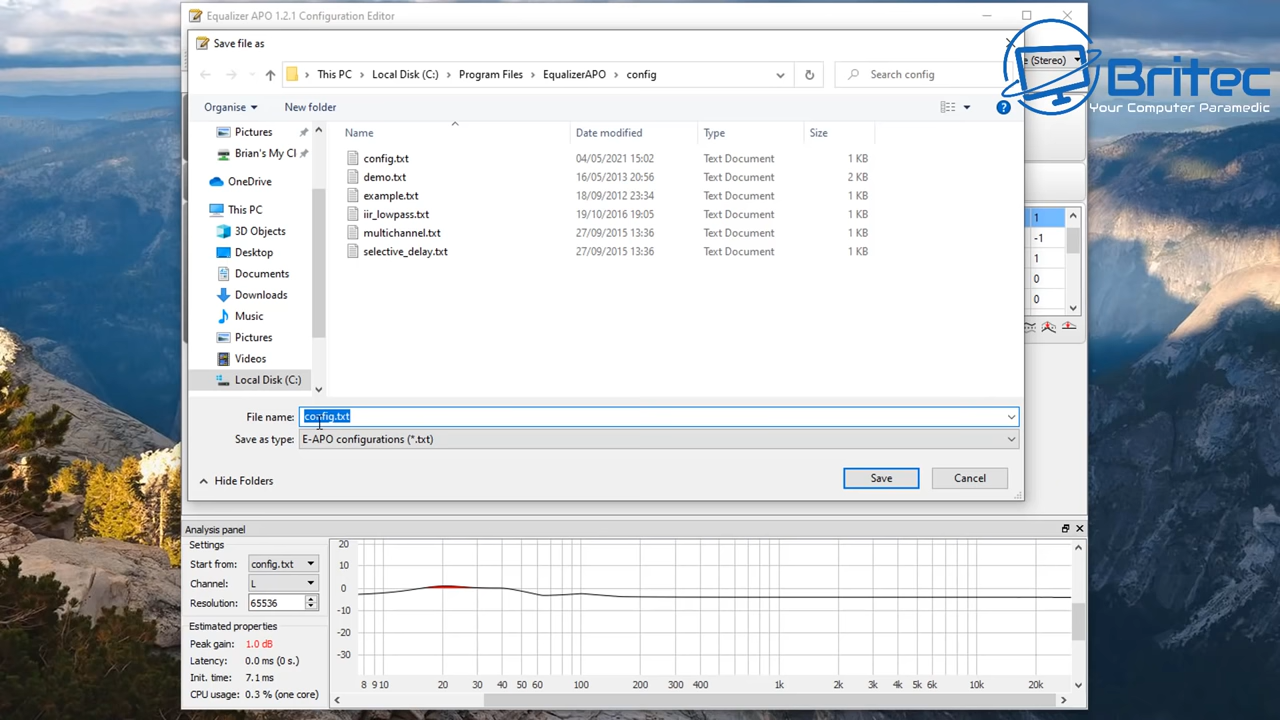 Equalizer APO 1.2.1 Configuration Editor
Save file as
This PC > Local Disk (C:) > Program Files > EqualizerAPO > config
Search config
(Stereo)
Britec
Your Computer Paramedic
Organise
New folder
Name
Date modified
Type
Size
Pictures
Brian's My Cl
OneDrive
This PC
3D Objects
Desktop
Documents
Downloads
Music
Pictures
Videos
Local Disk (C:)
config.txt 04/05/2021 15:02 Text Document 1 KB
demo.txt 16/05/2013 20:56 Text Document 2 KB
example.txt 18/09/2012 23:34 Text Document 1 KB
iir_lowpass.txt 19/10/2016 19:05 Text Document 1 KB
multichannel.txt 27/09/2015 13:36 Text Document 1 KB
selective_delay.txt 27/09/2015 13:36 Text Document 1 KB
1
-1
1
0
0
File name: config.txt
Save as type: E-APO configurations (*.txt)
Hide Folders
Save
Cancel
Analysis panel
Settings
Start from: config.txt
Channel: L
Resolution: 65536
Estimated properties
Peak gain: 1.0 dB
Latency: 0.0 ms (0 s.)
Init. time: 7.1 ms
CPU usage: 0.3 % (one core)
20
10
0
-10
-20
-30
8 9 10 20 30 40 50 60 100 200 300 400 1k 2k 3k 4k 5k 6k 10k 20k